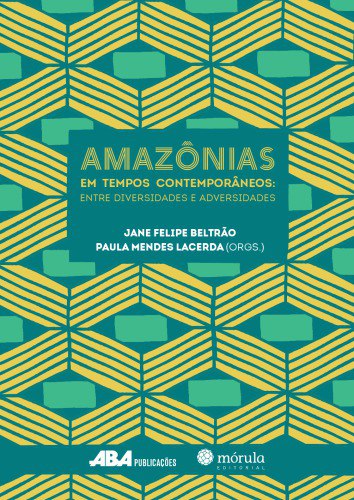 AMAZÔNIAS
EM TEMPOS CONTEMPORÂNEOS:
ENTRE DIVERSIDADES E ADVERSIDADES
JANE FELIPE BELTRÃO
PAULA MENDES LACERDA (ORGS.)
ABA PUBLICAÇÕES
mórula
EDITORIAL